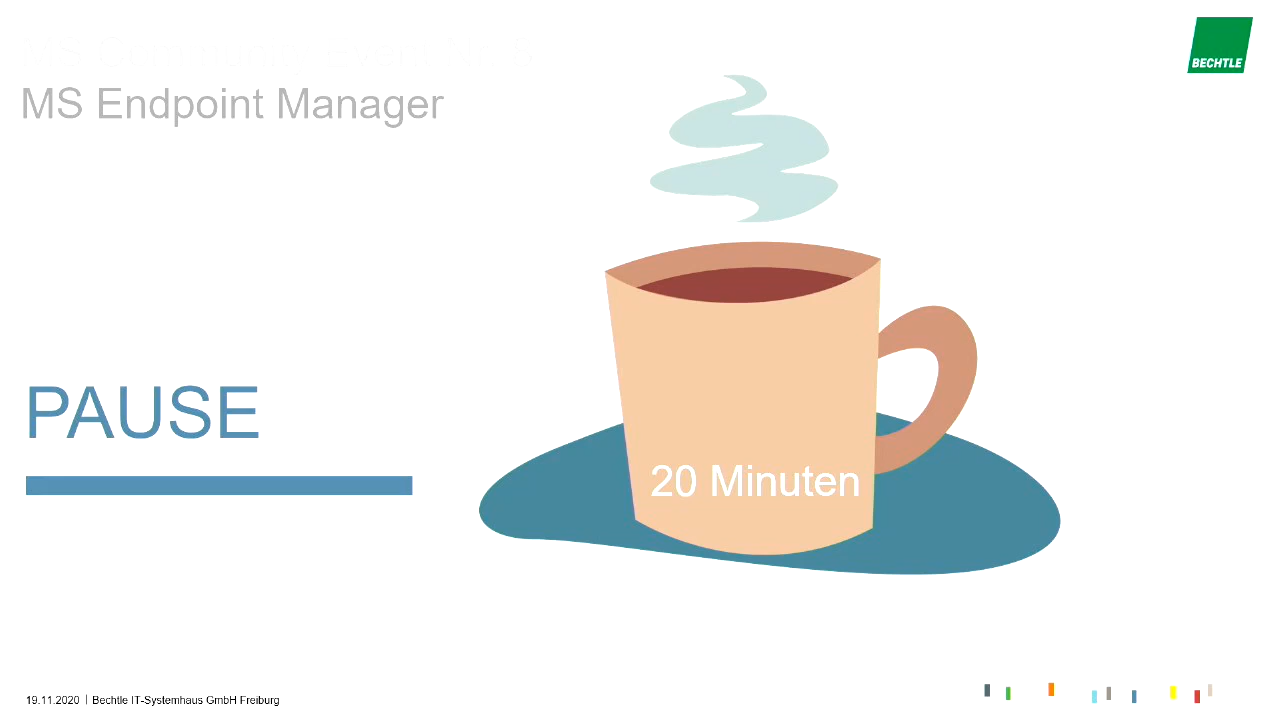 BECHTLE
MS Endpoint Manager
PAUSE
20 Minuten
19.11.2020 | Bechtle IT-Systemhaus GmbH Freiburg